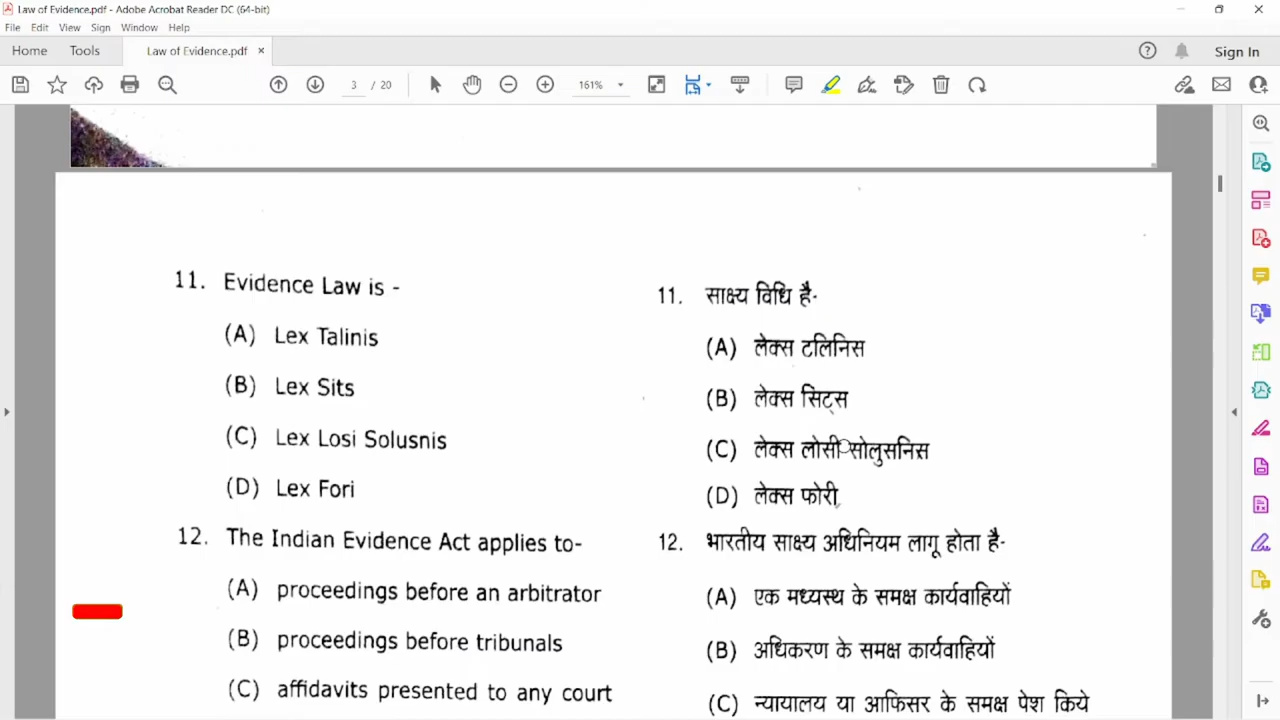 Law of Evidence.pdf - Adobe Acrobat Reader DC (64-bit)
File Edit View Sign Window Help
Home Tools Law of Evidence.pdf × Sign In
3 / 20 161%
11. Evidence Law is -
(A) Lex Talinis
(B) Lex Sits
(C) Lex Losi Solusnis
(D) Lex Fori
12. The Indian Evidence Act applies to-
(A) proceedings before an arbitrator
(B) proceedings before tribunals
(C) affidavits presented to any court
11. साक्ष्य विधि है-
(A) लेक्स टलिनिस
(B) लेक्स सिट्स
(C) लेक्स लोसी सोलुसनिस
(D) लेक्स फोरी
12. भारतीय साक्ष्य अधिनियम लागू होता है-
(A) एक मध्यस्थ के समक्ष कार्यवाहियों
(B) अधिकरण के समक्ष कार्यवाहियों
(C) न्यायालय या आफिसर के समक्ष पेश किये